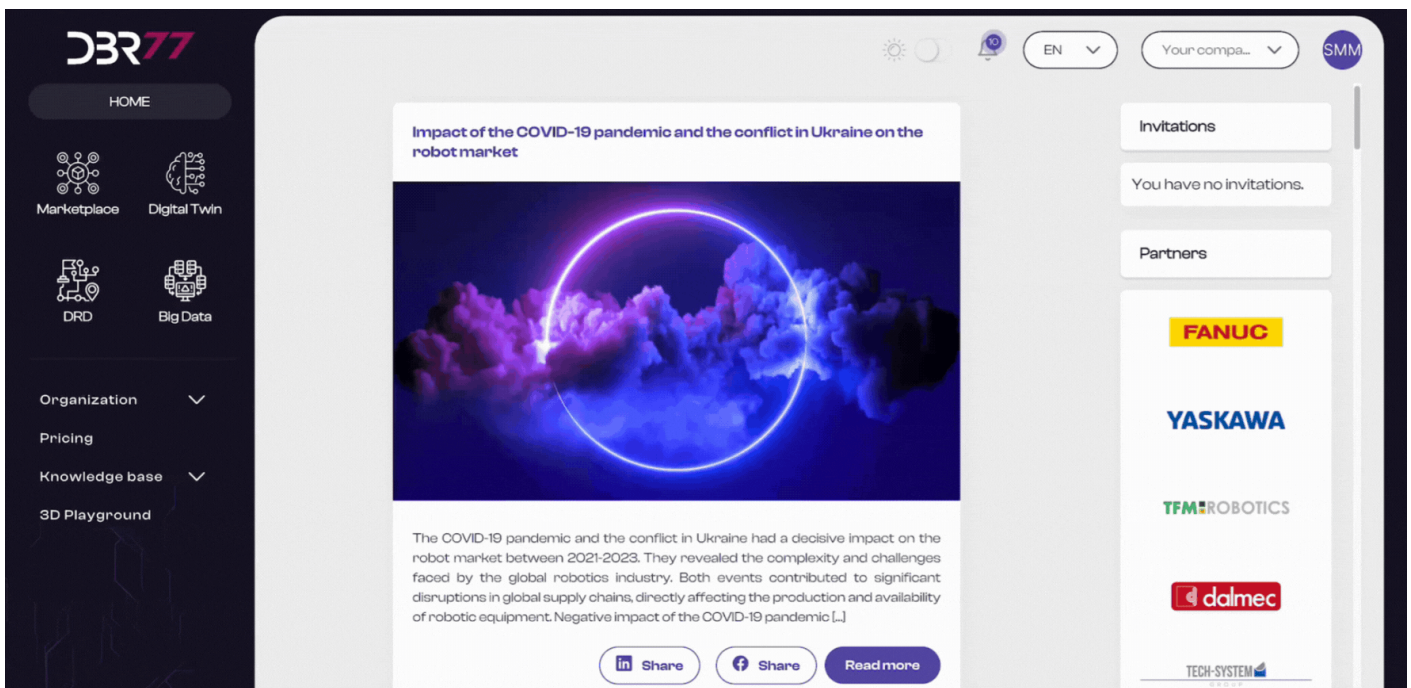 DBR77
HOME
Marketplace
Digital Twin
DRD
Big Data
Organization
Pricing
Knowledge base
3D Playground
10
EN
Your compa...
SMM
Impact of the COVID-19 pandemic and the conflict in Ukraine on the
robot market
The COVID-19 pandemic and the conflict in Ukraine had a decisive impact on the
robot market between 2021-2023. They revealed the complexity and challenges
faced by the global robotics industry. Both events contributed to significant
disruptions in global supply chains, directly affecting the production and availability
of robotic equipment. Negative impact of the COVID-19 pandemic [...]
in Share
Share
Read more
Invitations
You have no invitations.
Partners
FANUC
YASKAWA
TFM ROBOTICS
dalmec
TECH-SYSTEM
GROUP